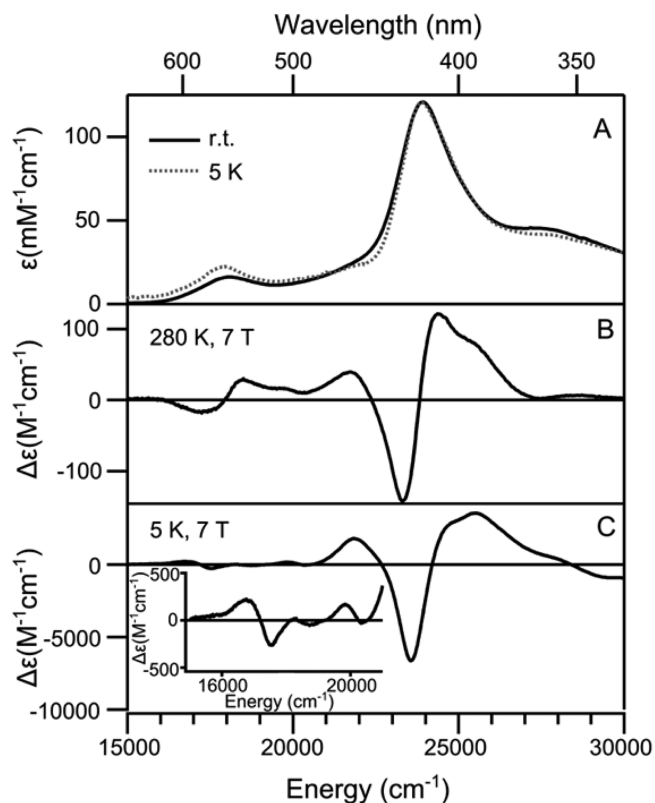 Wavelength (nm)
600 500 400 350
A
r.t.
5 K
100
50
0
ε(mM⁻¹cm⁻¹)
B
280 K, 7 T
100
0
-100
Δε(M⁻¹cm⁻¹)
C
5 K, 7 T
0
-5000
-10000
Δε(M⁻¹cm⁻¹)
500
0
-500
Δε(M⁻¹cm⁻¹)
16000 20000
Energy (cm⁻¹)
15000 20000 25000 30000
Energy (cm⁻¹)